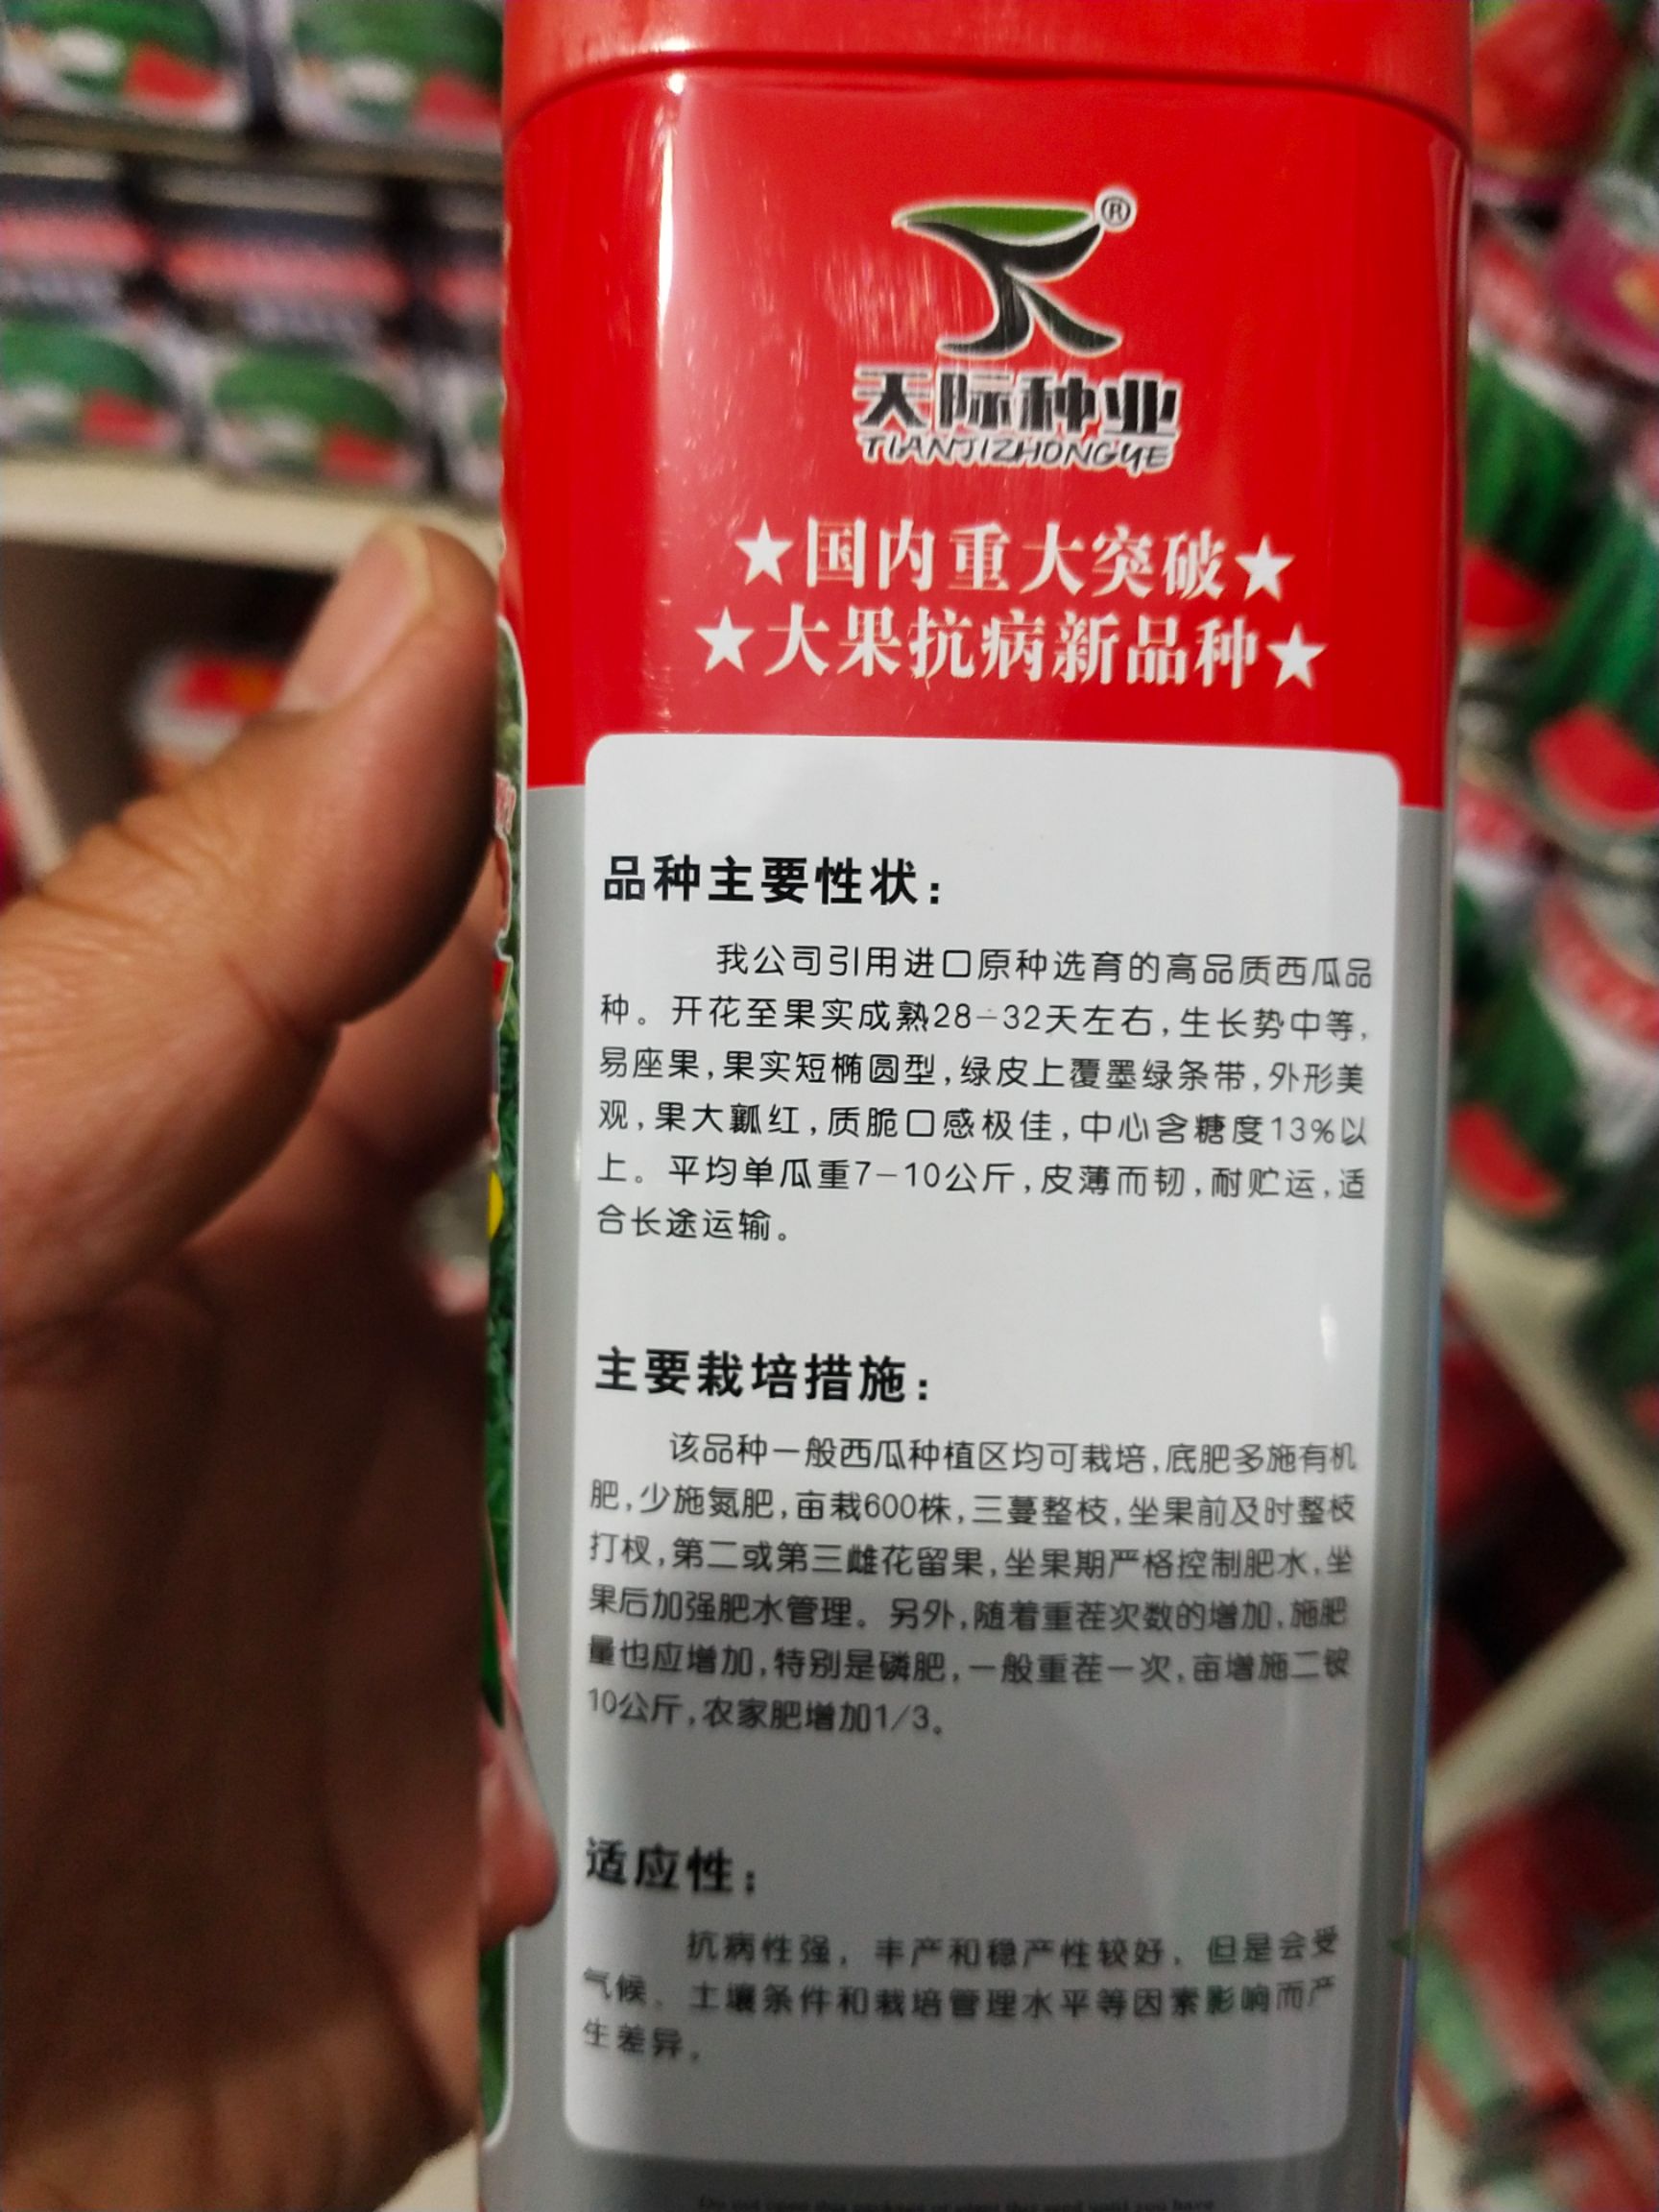 ®
天际种业
TIANJIZHONGYE
★国内重大突破★
★大果抗病新品种★
品种主要性状：
我公司引用进口原种选育的高品质西瓜品
种。开花至果实成熟28-32天左右,生长势中等,
易座果,果实短椭圆型,绿皮上覆墨绿条带,外形美
观,果大瓤红,质脆口感极佳,中心含糖度13%以
上。平均单瓜重7-10公斤,皮薄而韧,耐贮运,适
合长途运输。
主要栽培措施：
该品种一般西瓜种植区均可栽培,底肥多施有机
肥,少施氮肥,亩栽600株,三蔓整枝,坐果前及时整枝
打杈,第二或第三雌花留果,坐果期严格控制肥水,坐
果后加强肥水管理。另外,随着重茬次数的增加,施肥
量也应增加,特别是磷肥,一般重茬一次,亩增施二铵
10公斤,农家肥增加1/3。
适应性：
抗病性强，丰产和稳产性较好，但是会受
气候、土壤条件和栽培管理水平等因素影响而产
生差异。